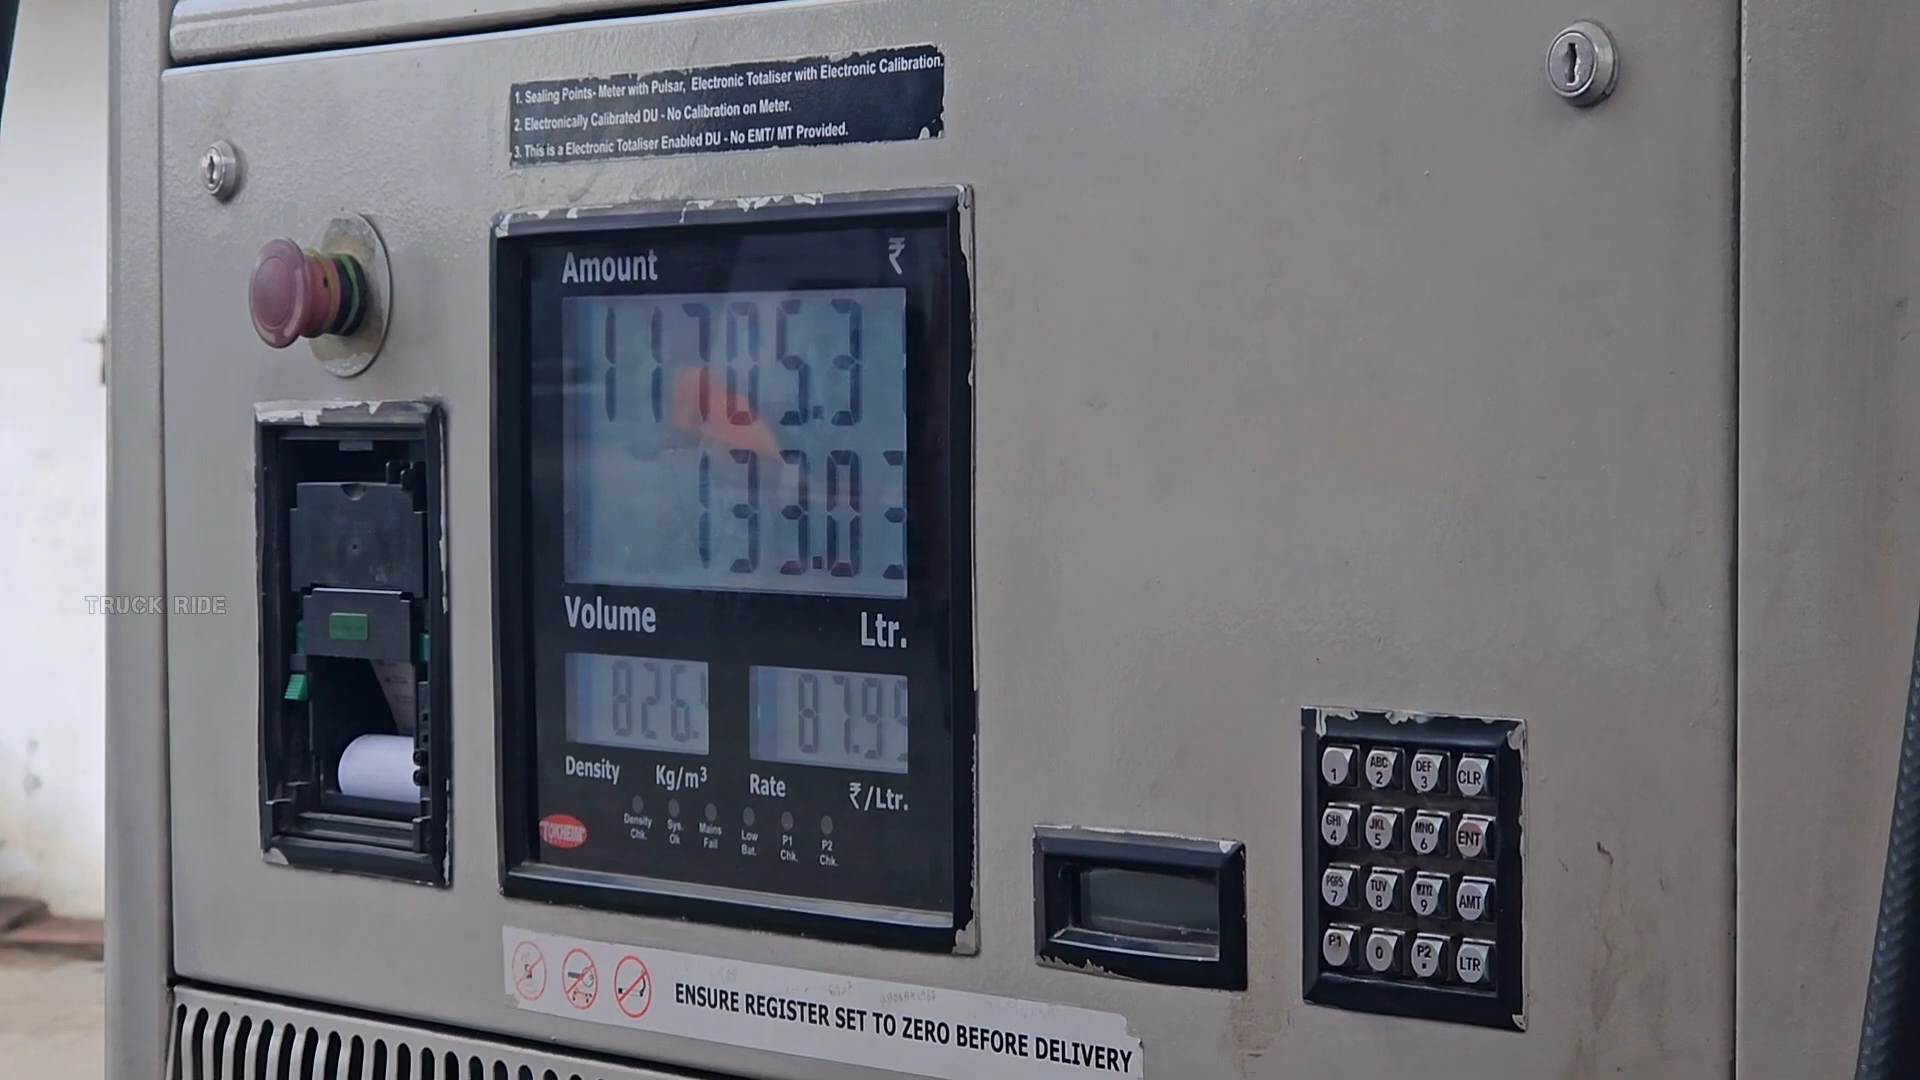 1. Sealing Points- Meter with Pulsar, Electronic Totaliser with Electronic Calibration.
2. Electronically Calibrated DU - No Calibration on Meter.
3. This is a Electronic Totaliser Enabled DU - No EMT/ MT Provided.
Amount ₹
11705.3
133.03
Volume Ltr.
826.
87.9
Density Kg/m³
Rate ₹/Ltr.
TOKHEIM
Density Chk.
Sys. Ok
Mains Fail
Low Bat.
P1 Chk.
P2 Chk.
TRUCK RIDE
1 ABC 2 DEF 3 CLR
GHI 4 JKL 5 MNO 6 ENT
PQRS 7 TUV 8 WXYZ 9 AMT
P1 0 P2 . LTR
ENSURE REGISTER SET TO ZERO BEFORE DELIVERY